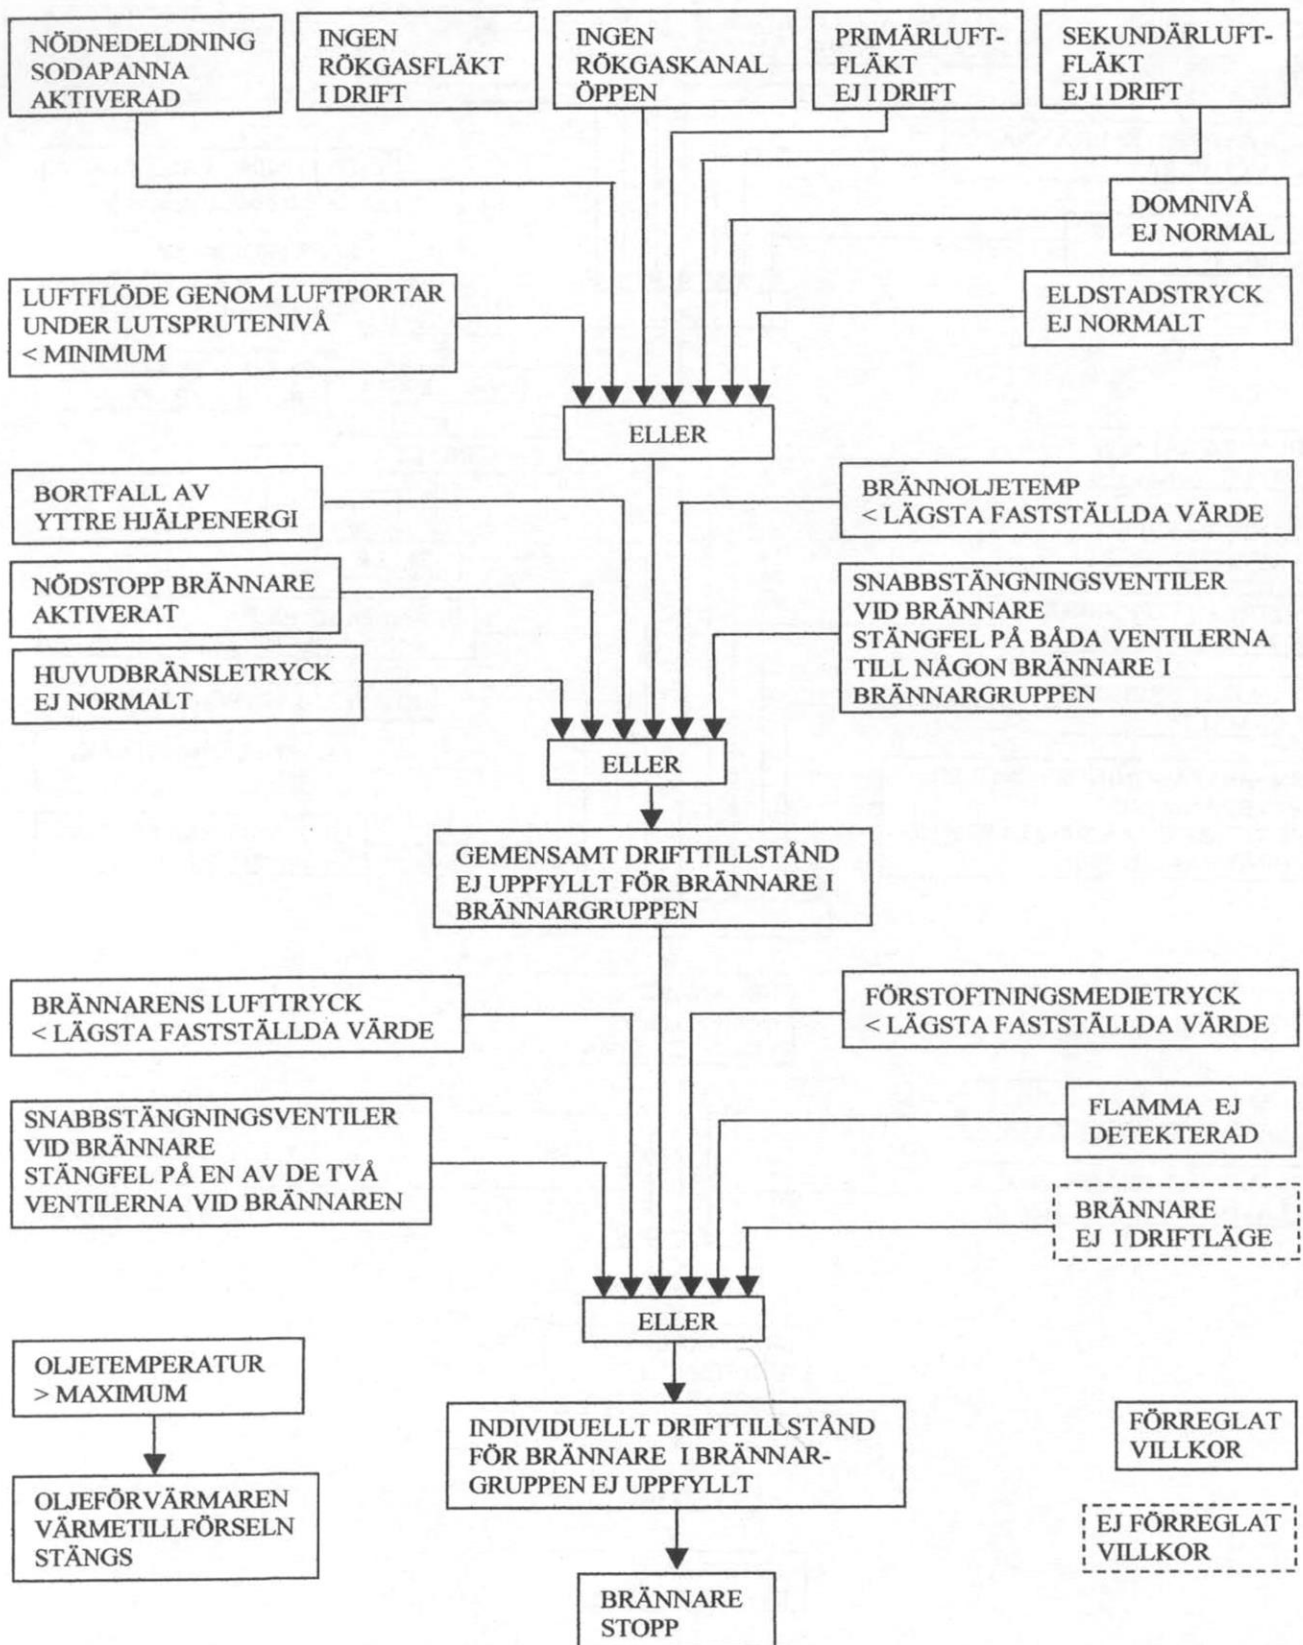 NÖDNEDELDNING
SODAPANNA
AKTIVERAD
INGEN
RÖKGASFLÄKT
I DRIFT
INGEN
RÖKGASKANAL
ÖPPEN
PRIMÄRLUFT-
FLÄKT
EJ I DRIFT
SEKUNDÄRLUFT-
FLÄKT
EJ I DRIFT
DOMNIVÅ
EJ NORMAL
LUFTFLÖDE GENOM LUFTPORTAR
UNDER LUTSPRUTENIVÅ
< MINIMUM
ELDSTADSTRYCK
EJ NORMALT
ELLER
BORTFALL AV
YTTRE HJÄLPENERGI
BRÄNNOLJETEMP
< LÄGSTA FASTSTÄLLDA VÄRDE
NÖDSTOPP BRÄNNARE
AKTIVERAT
SNABBSTÄNGNINGSVENTILER
VID BRÄNNARE
STÄNGFEL PÅ BÅDA VENTILERNA
TILL NÅGON BRÄNNARE I
BRÄNNARGRUPPEN
HUVUDBRÄNSLETRYCK
EJ NORMALT
ELLER
GEMENSAMT DRIFTTILLSTÅND
EJ UPPFYLLT FÖR BRÄNNARE I
BRÄNNARGRUPPEN
BRÄNNARENS LUFTTRYCK
< LÄGSTA FASTSTÄLLDA VÄRDE
FÖRSTOFTNINGSMEDIETRYCK
< LÄGSTA FASTSTÄLLDA VÄRDE
SNABBSTÄNGNINGSVENTILER
VID BRÄNNARE
STÄNGFEL PÅ EN AV DE TVÅ
VENTILERNA VID BRÄNNAREN
FLAMMA EJ
DETEKTERAD
BRÄNNARE
EJ I DRIFTLÄGE
ELLER
OLJETEMPERATUR
> MAXIMUM
INDIVIDUELLT DRIFTTILLSTÅND
FÖR BRÄNNARE I BRÄNNAR-
GRUPPEN EJ UPPFYLLT
FÖRREGLAT
VILLKOR
OLJEFÖRVÄRMAREN
VÄRMETILLFÖRSELN
STÄNGS
EJ FÖRREGLAT
VILLKOR
BRÄNNARE
STOPP